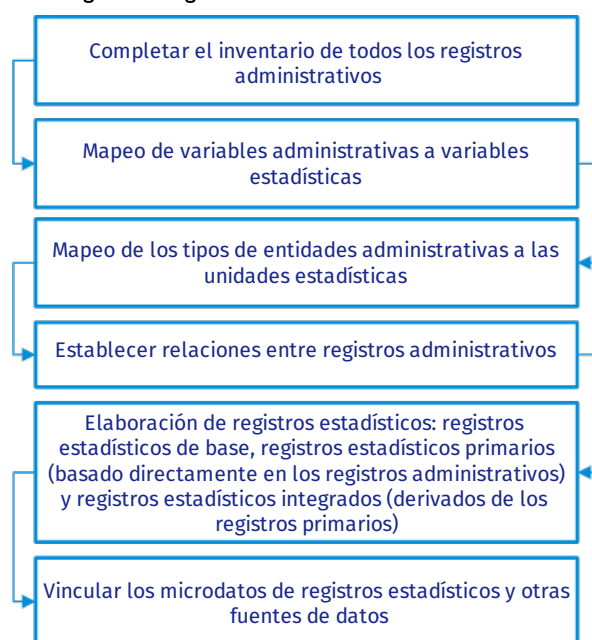 Completar el inventario de todos los registros
administrativos
Mapeo de variables administrativas a variables
estadísticas
Mapeo de los tipos de entidades administrativas a las
unidades estadísticas
Establecer relaciones entre registros administrativos
Elaboración de registros estadísticos: registros
estadísticos de base, registros estadísticos primarios
(basado directamente en los registros administrativos)
y registros estadísticos integrados (derivados de los
registros primarios)
Vincular los microdatos de registros estadísticos y otras
fuentes de datos